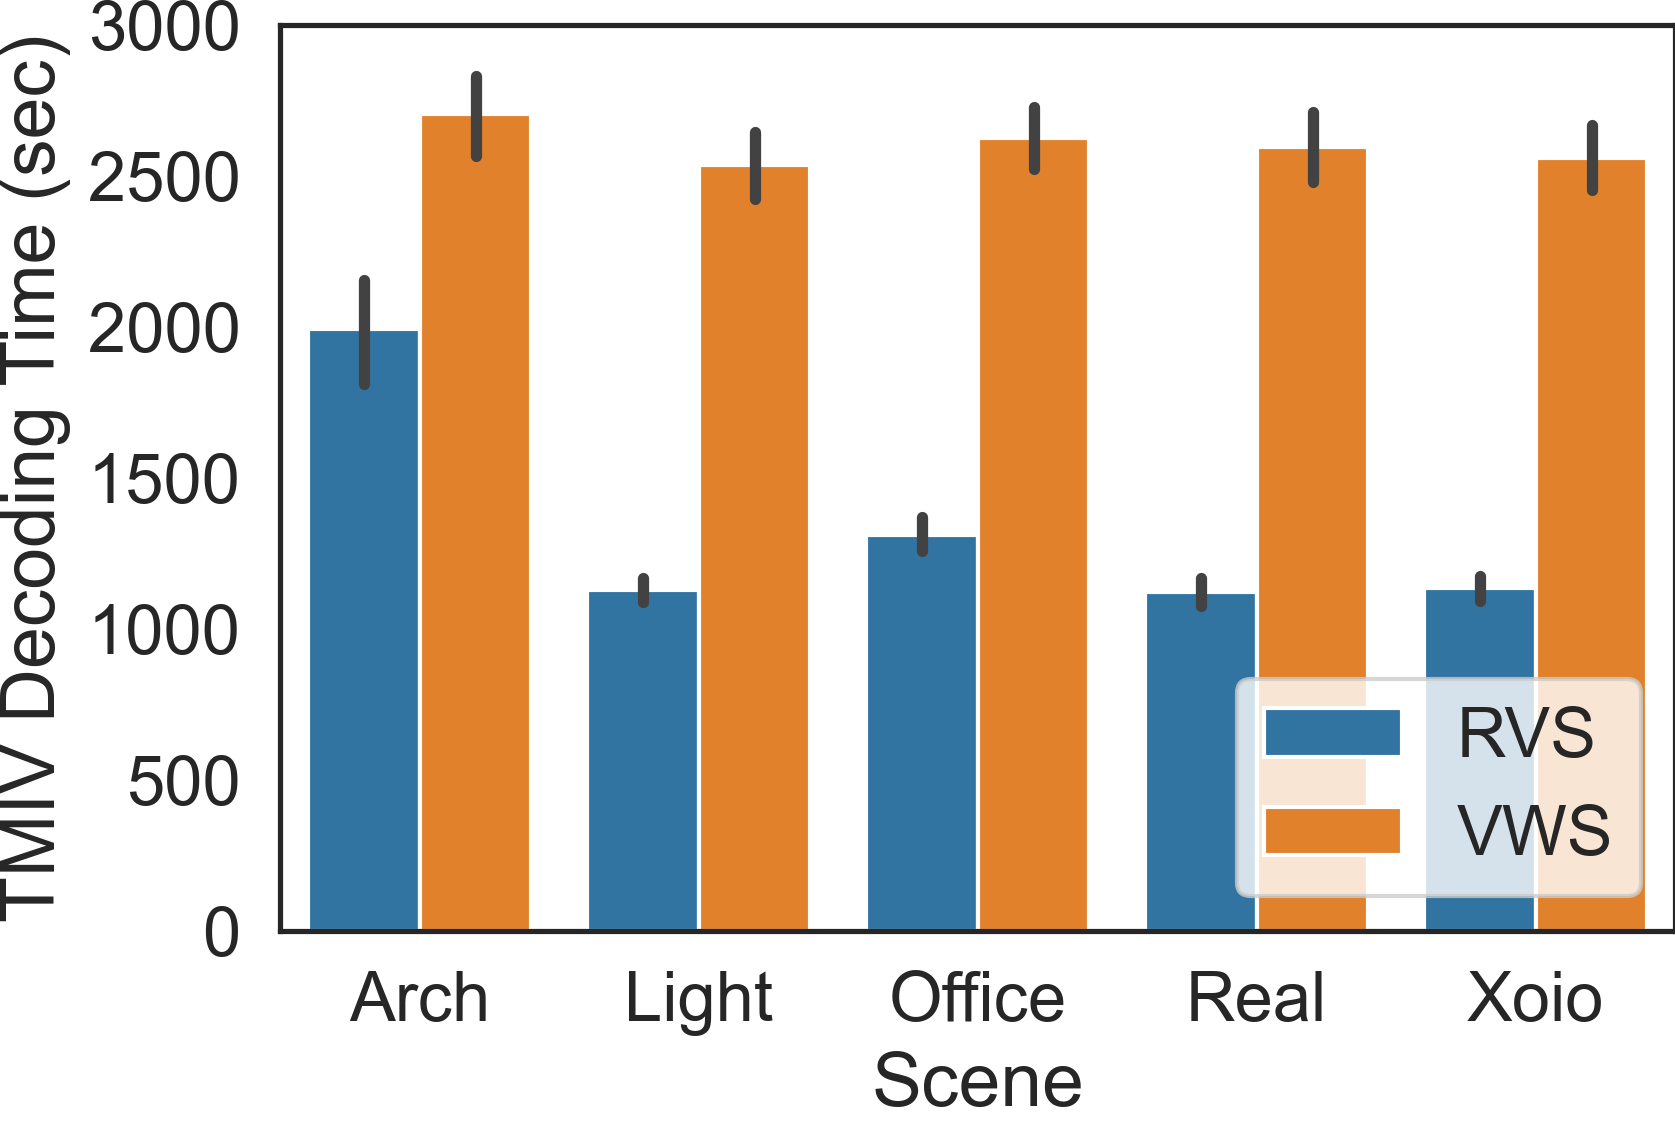 TMIV Decoding Time (sec)
3000
2500
2000
1500
1000
500
0
Arch Light Office Real Xoio
Scene
RVS
VWS